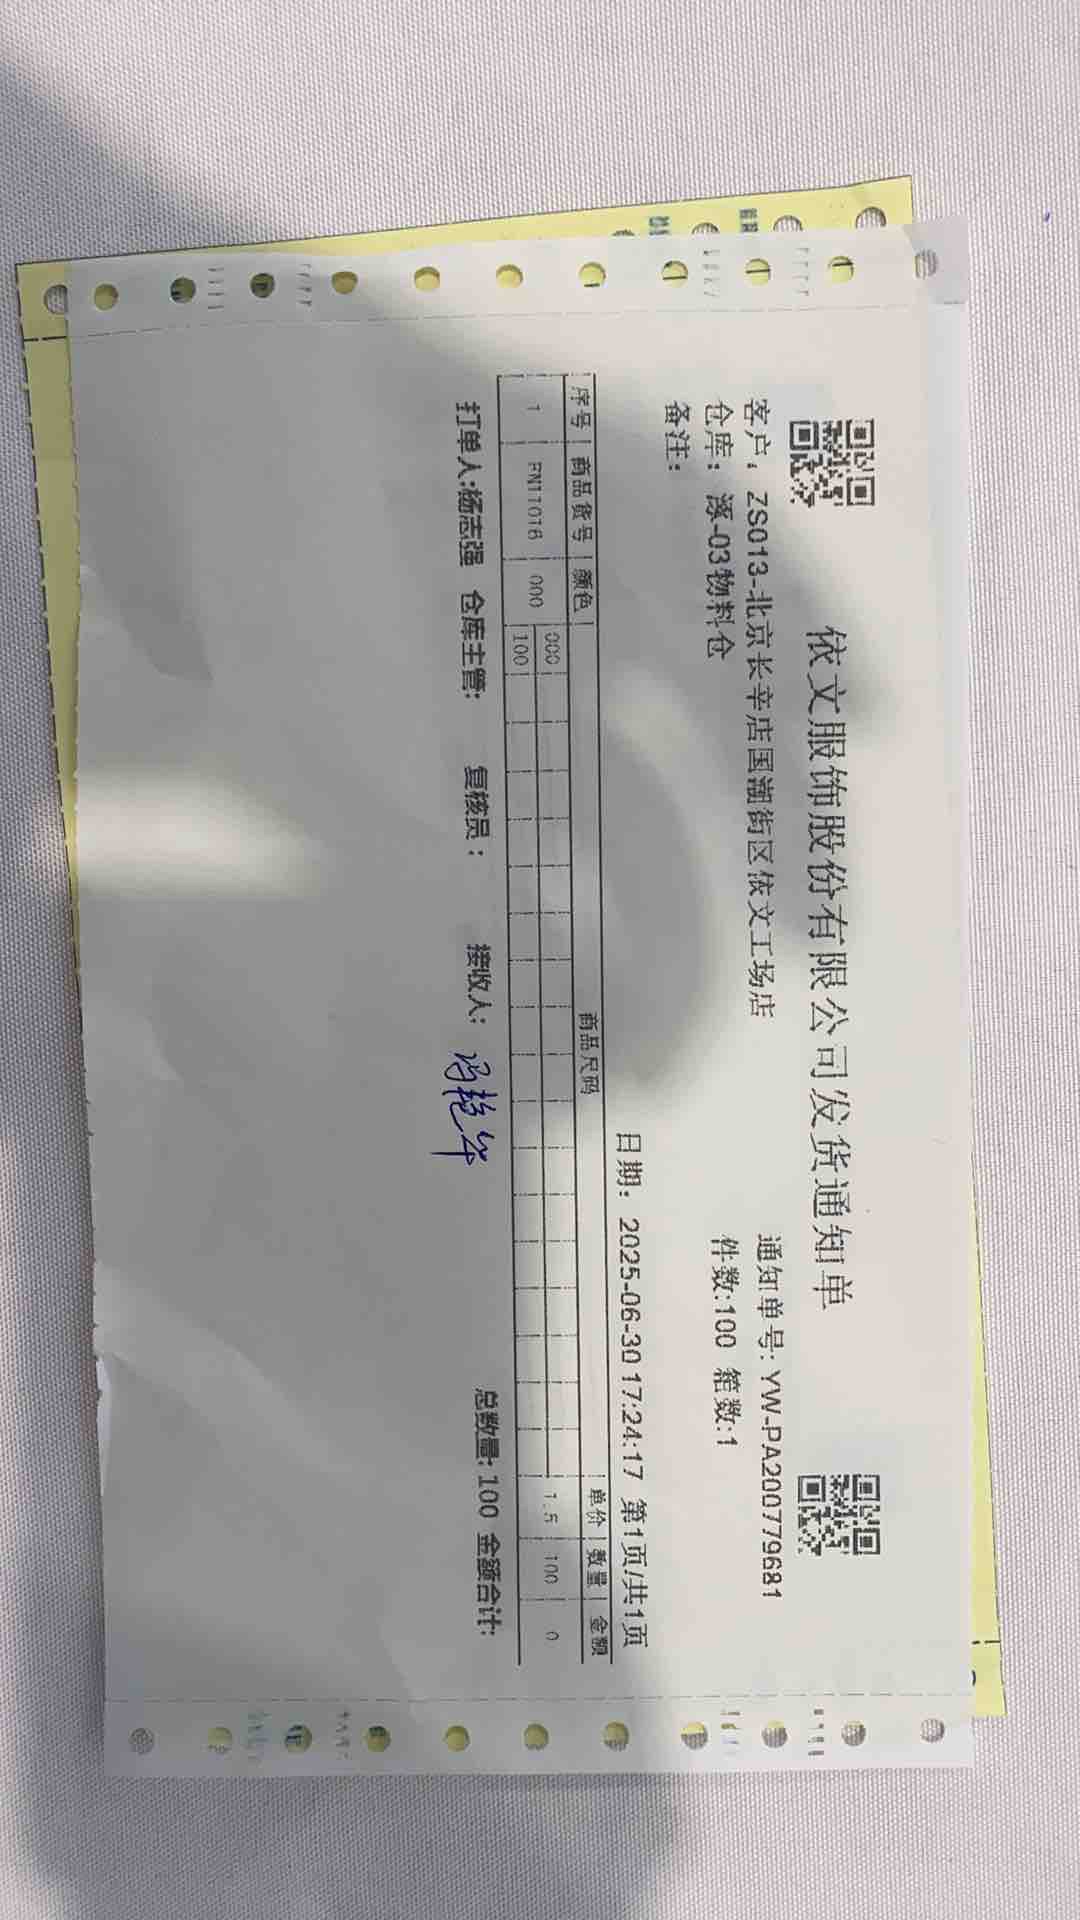 依文服饰股份有限公司发货通知单
客户: ZS013-北京长辛店国潮街区依文工场店 通知单号: YW-PA200779681
仓库: 涿-03物料仓 件数:100 箱数:1
备注:
日期: 2025-06-30 17:24:17 第1页/共1页
序号 商品货号 颜色 商品尺码 单价 数量 金额
000
1 000 1.5 100 0
100
打单人:杨志强 仓库主管: 复核员: 接收人: 冯艳华 总数量: 100 金额合计: